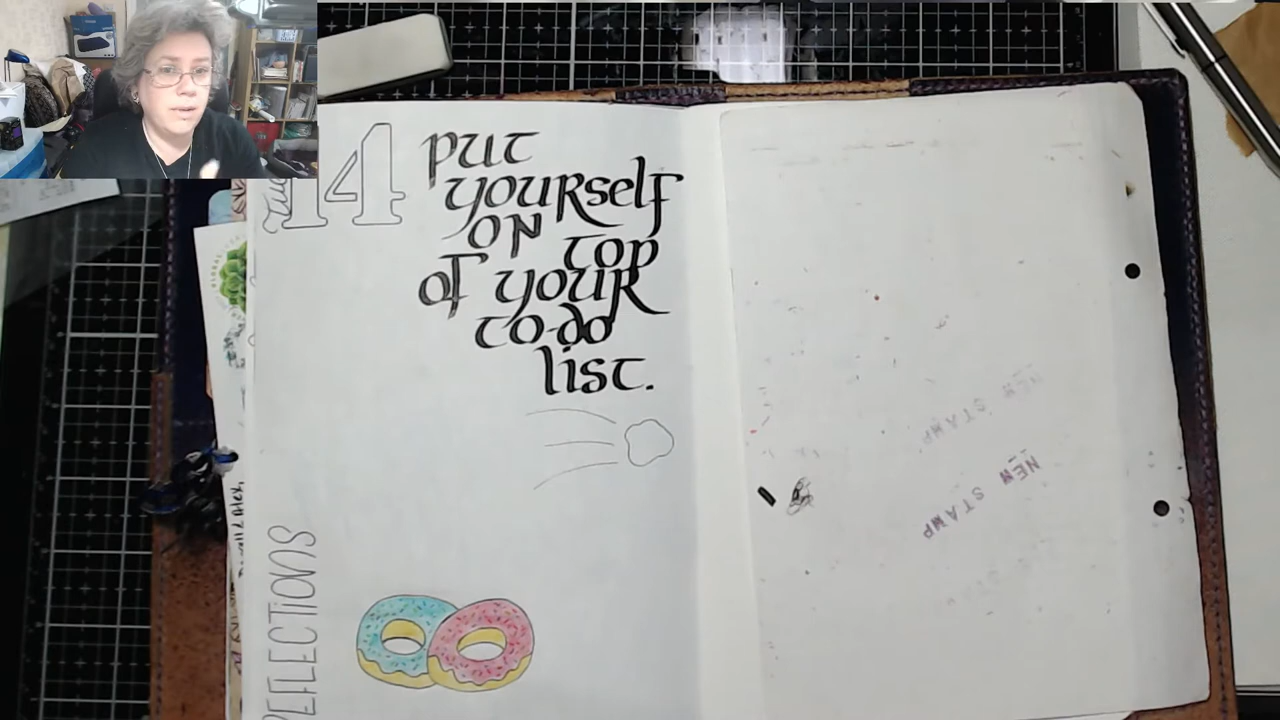 14
put
yourself
on top
of your
to-do
list.
NEW STAMP
NEW STAMP
REFLECTIONS